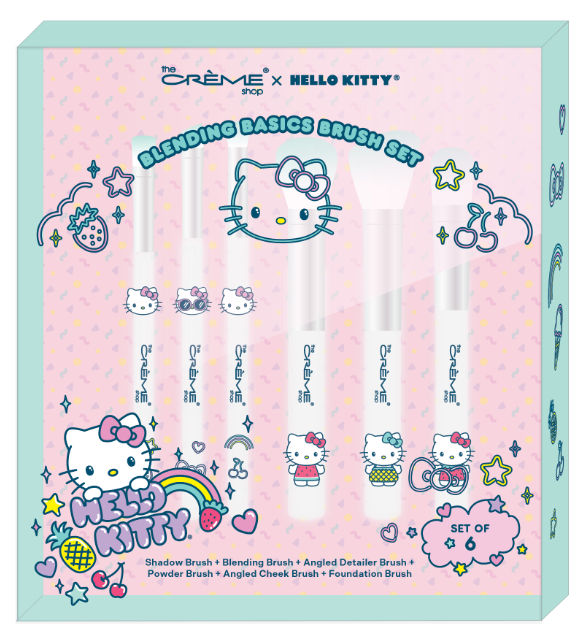 the
CRÈME® x HELLO KITTY®
shop
BLENDING BASICS BRUSH SET
the CRÈME shop®
the CRÈME shop®
the CRÈME shop®
the CRÈME shop®
the CRÈME shop®
the CRÈME shop®
HELLO
KITTY®
SET OF
6
Shadow Brush + Blending Brush + Angled Detailer Brush +
Powder Brush + Angled Cheek Brush + Foundation Brush